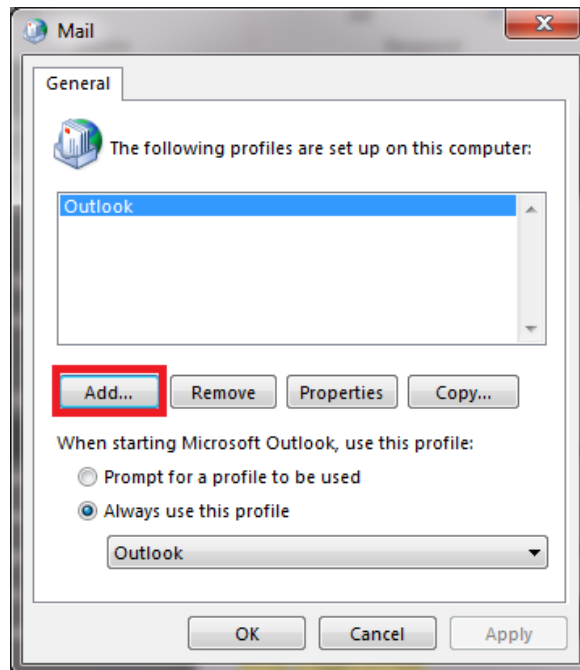 Mail
General
The following profiles are set up on this computer:
Outlook
Add... Remove Properties Copy...
When starting Microsoft Outlook, use this profile:
Prompt for a profile to be used
Always use this profile
Outlook
OK Cancel Apply